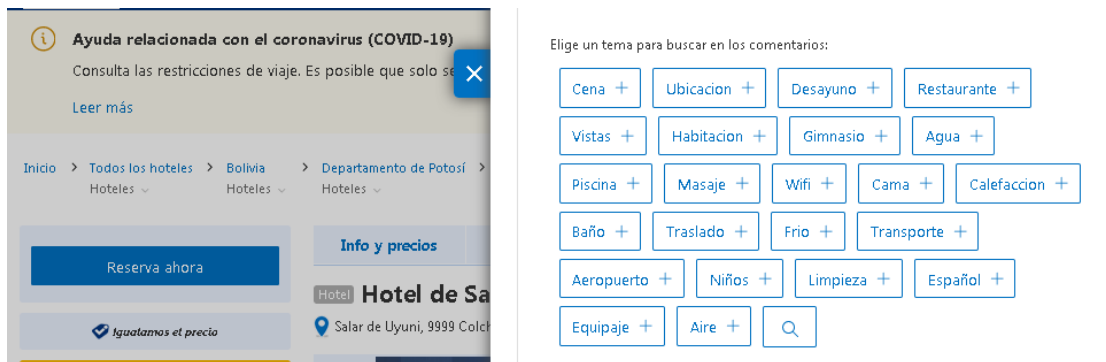 Ayuda relacionada con el coronavirus (COVID-19)
Consulta las restricciones de viaje. Es posible que solo se
Leer más
Inicio > Todos los hoteles > Bolivia > Departamento de Potosí >
Hoteles Hoteles Hoteles
Info y precios
Reserva ahora
Hotel Hotel de Sa
Salar de Uyuni, 9999 Colch
Igualamos el precio
Elige un tema para buscar en los comentarios:
Cena + Ubicacion + Desayuno + Restaurante +
Vistas + Habitacion + Gimnasio + Agua +
Piscina + Masaje + Wifi + Cama + Calefaccion +
Baño + Traslado + Frio + Transporte +
Aeropuerto + Niños + Limpieza + Español +
Equipaje + Aire +